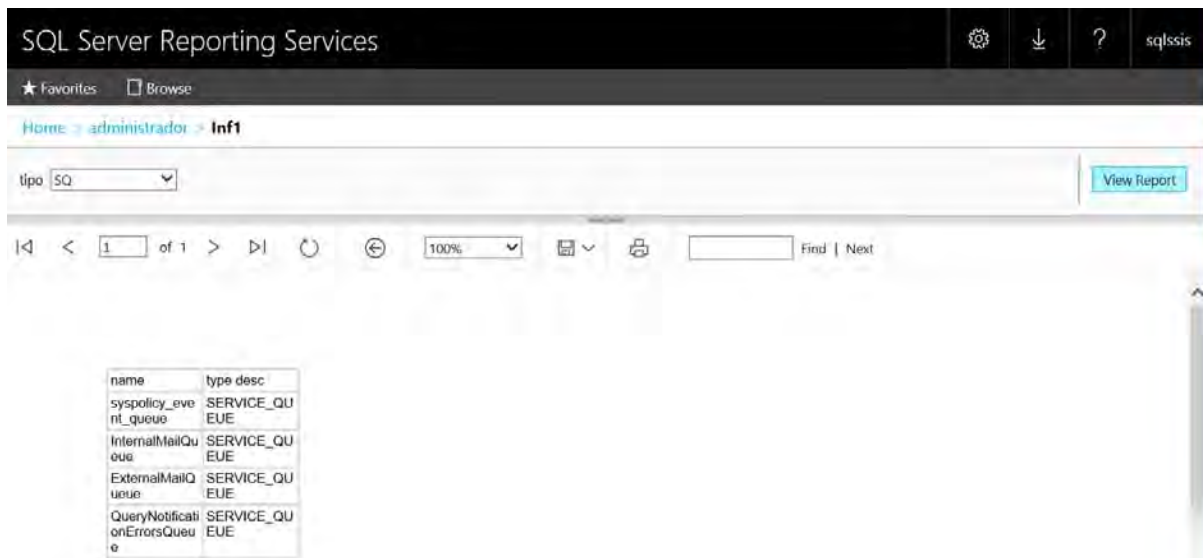 SQL Server Reporting Services
? sqlssis
★ Favorites Browse
Home > administrador > Inf1
tipo SQ View Report
1 of 1 100% Find | Next
name type desc
syspolicy_eve SERVICE_QU
nt_queue EUE
InternalMailQu SERVICE_QU
eue EUE
ExternalMailQ SERVICE_QU
ueue EUE
QueryNotificati SERVICE_QU
onErrorsQueu EUE
e